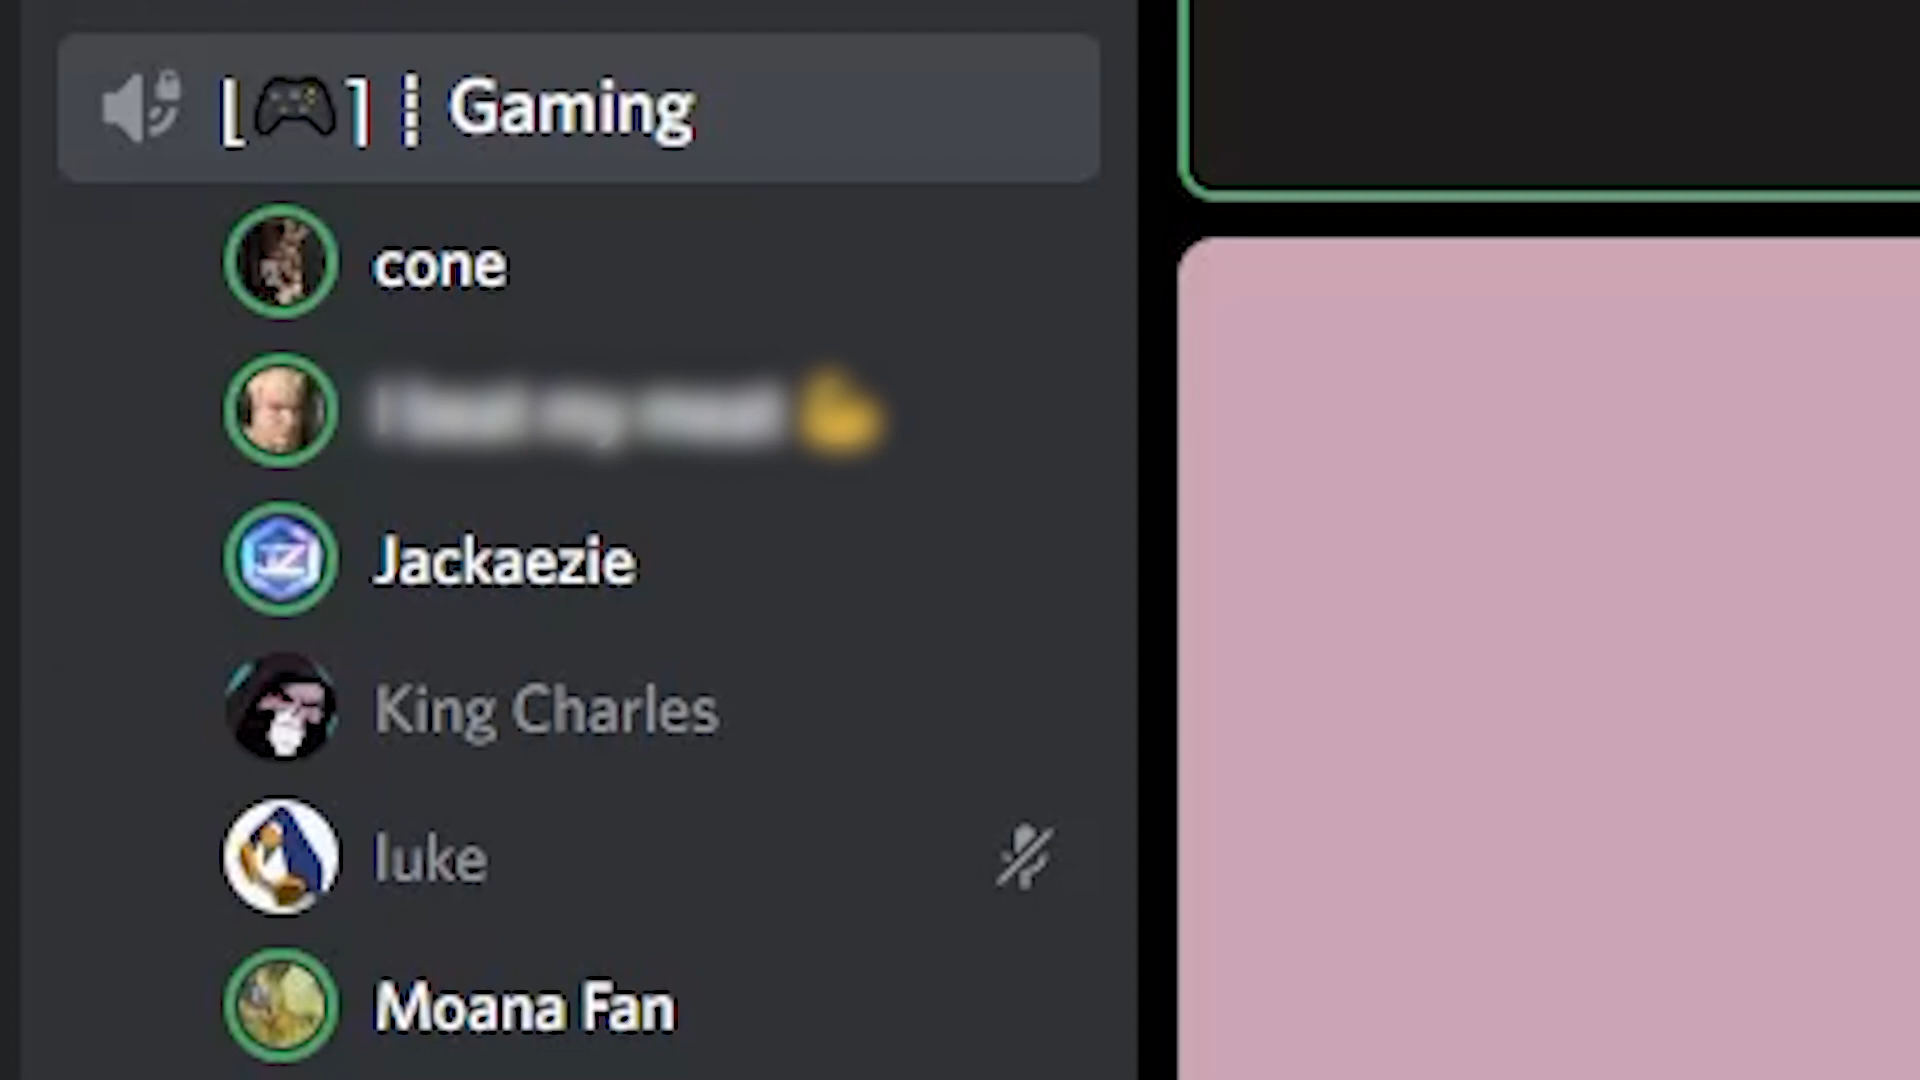 ⌊🎮⌉ ┋ Gaming
cone
Jackaezie
King Charles
luke
Moana Fan